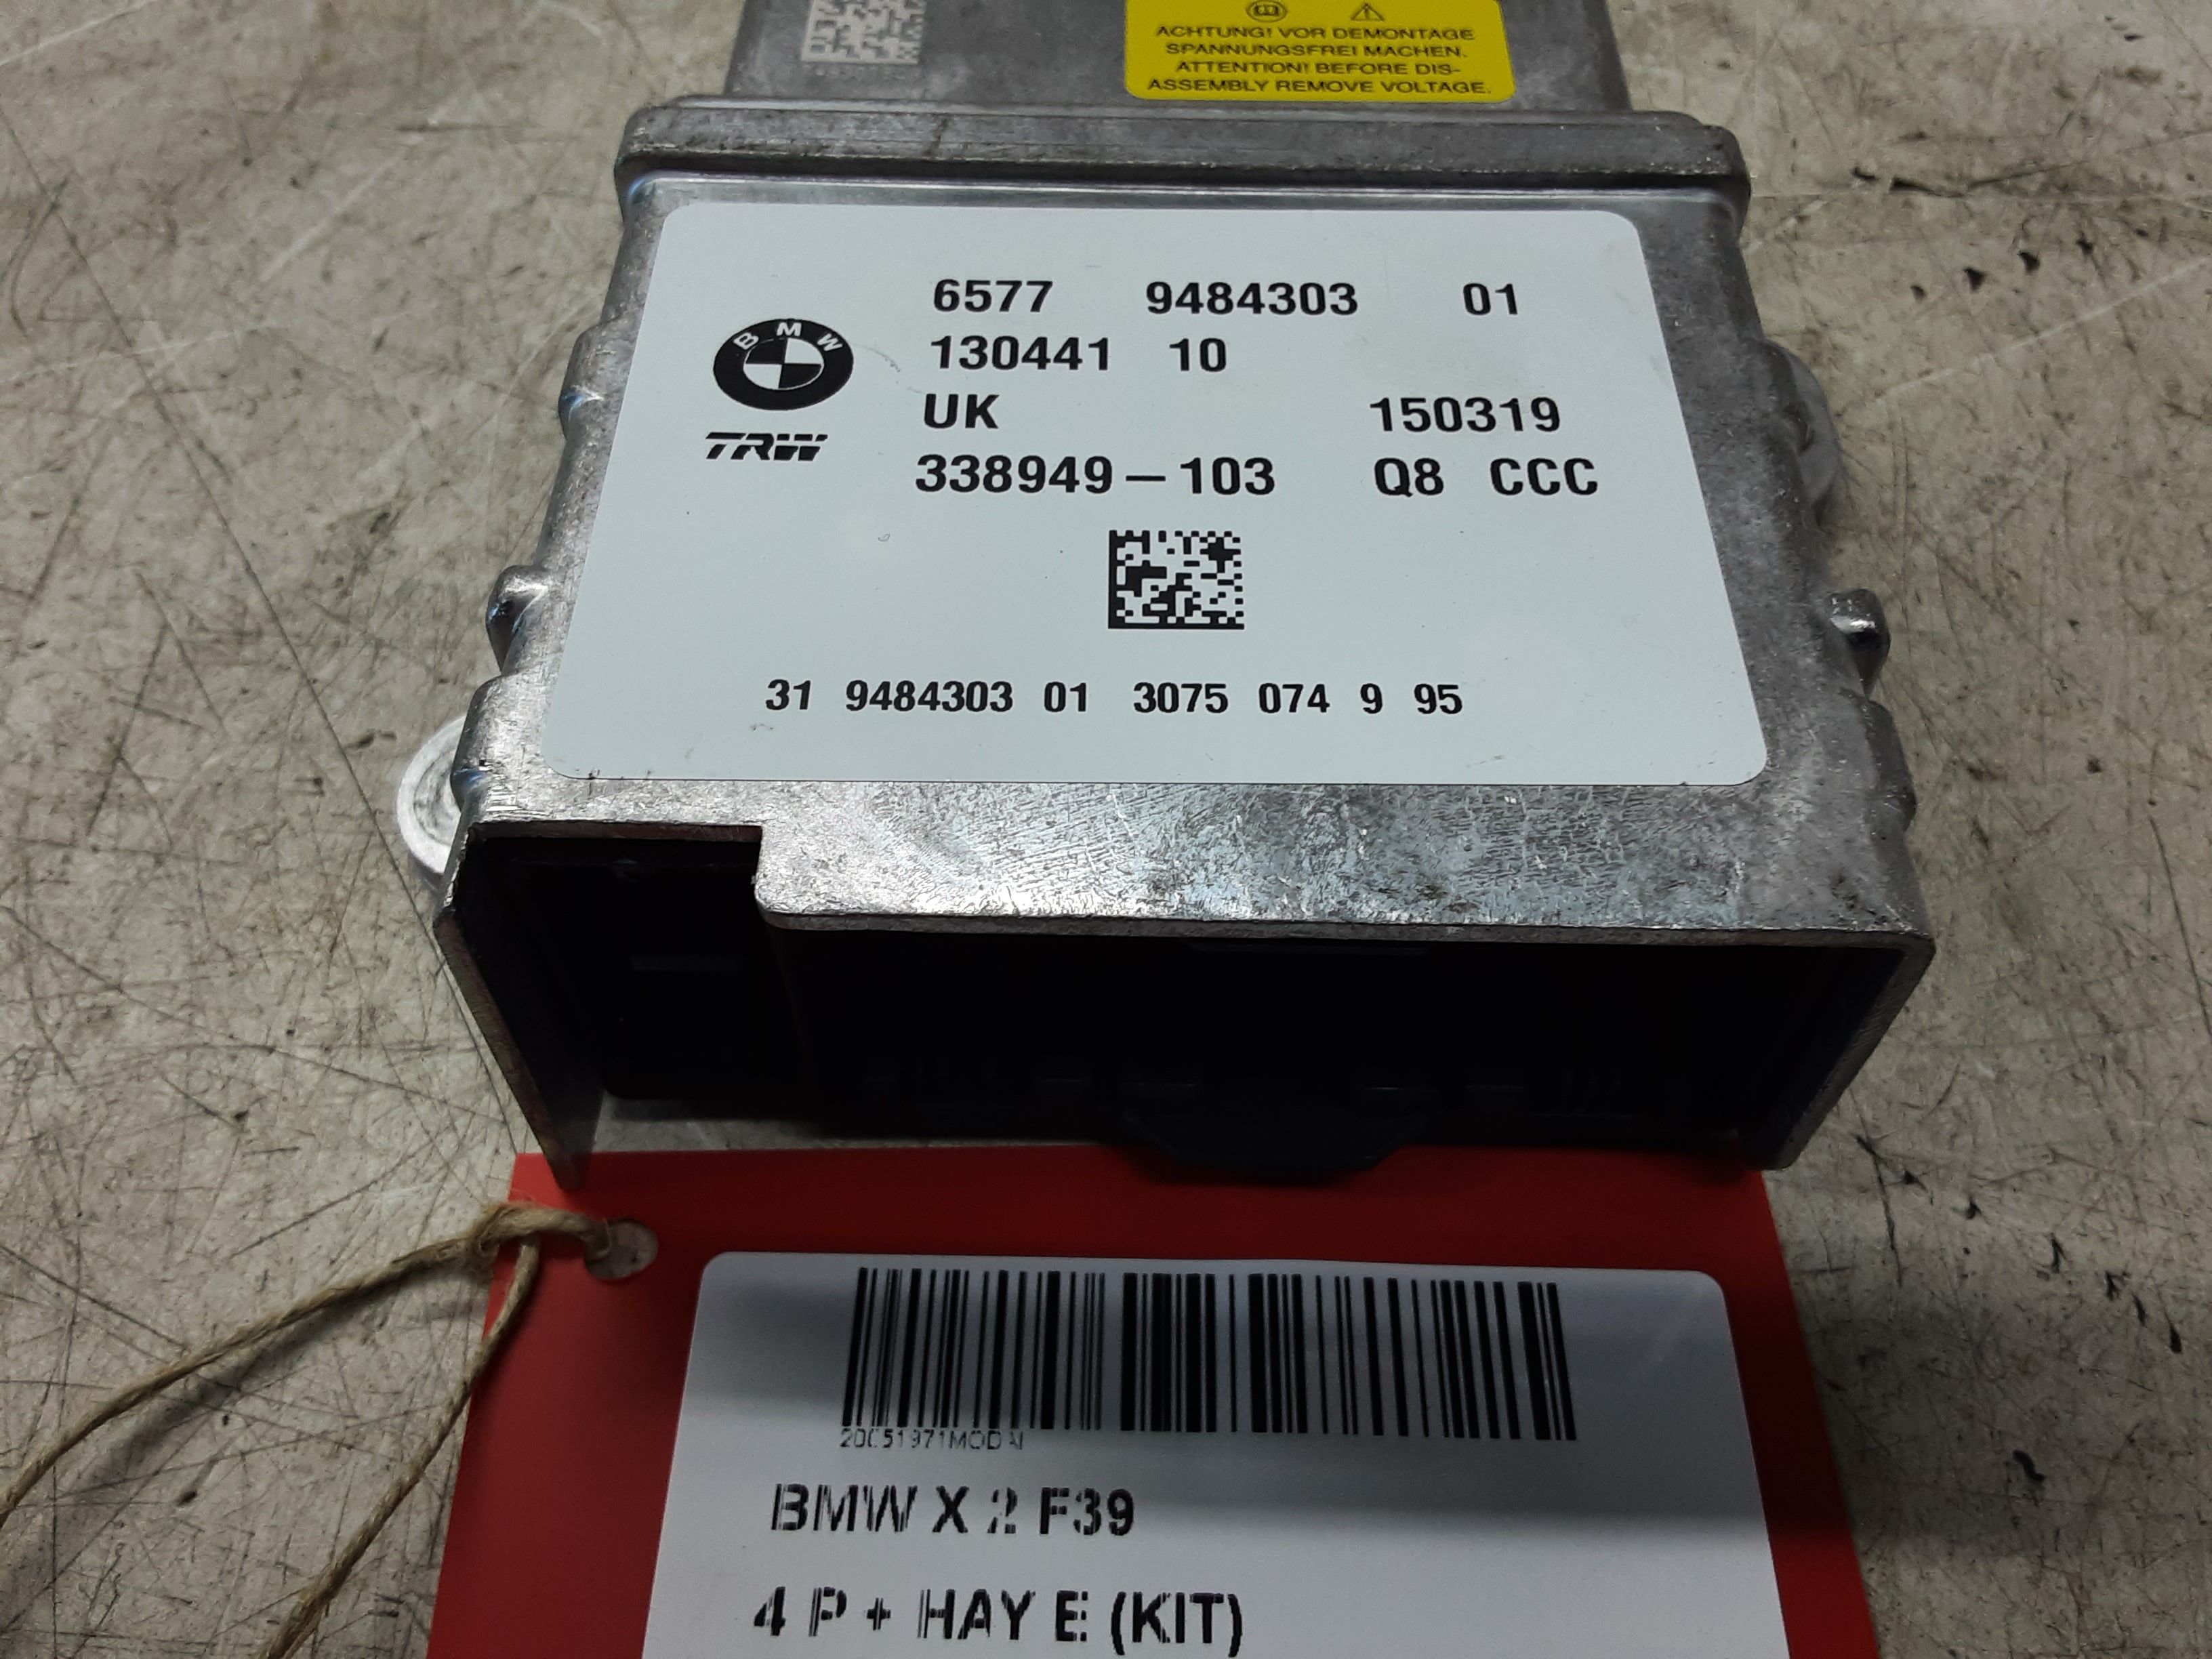 ACHTUNG! VOR DEMONTAGE
SPANNUNGSFREI MACHEN.
ATTENTION! BEFORE DIS-
ASSEMBLY REMOVE VOLTAGE.
6577 9484303 01
130441 10
BMW
UK 150319
TRW
338949-103 Q8 CCC
31 9484303 01 3075 074 9 95
BMW X 2 F39
4 P + HAY E (KIT)